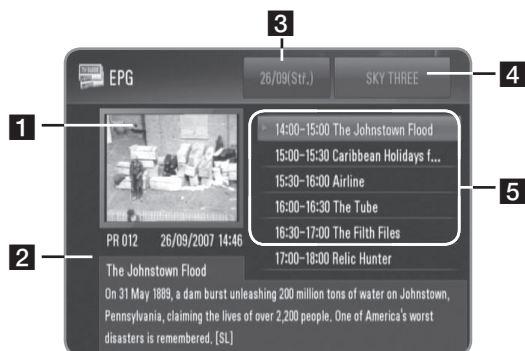 3
EPG
26/09(Stř.)
SKY THREE
4
1
14:00-15:00 The Johnstown Flood
15:00-15:30 Caribbean Holidays f...
15:30-16:00 Airline
5
16:00-16:30 The Tube
16:30-17:00 The Filth Files
PR 012 26/09/2007 14:46
17:00-18:00 Relic Hunter
2
The Johnstown Flood
On 31 May 1889, a dam burst unleashing 200 million tons of water on Johnstown,
Pennsylvania, claiming the lives of over 2,200 people. One of America's worst
disasters is remembered. [SL]